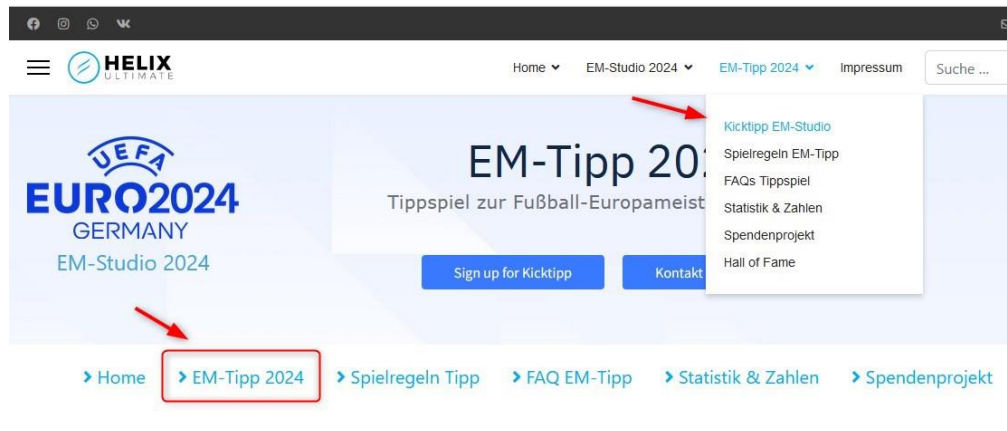 HELIX
ULTIMATE
Home EM-Studio 2024 EM-Tipp 2024 Impressum Suche ...
Kicktipp EM-Studio
Spielregeln EM-Tipp
FAQs Tippspiel
Statistik & Zahlen
Spendenprojekt
Hall of Fame
UEFA
EURO2024
GERMANY
EM-Studio 2024
EM-Tipp 202
Tippspiel zur Fußball-Europameist
Sign up for Kicktipp Kontakt
Home EM-Tipp 2024 Spielregeln Tipp FAQ EM-Tipp Statistik & Zahlen Spendenprojekt